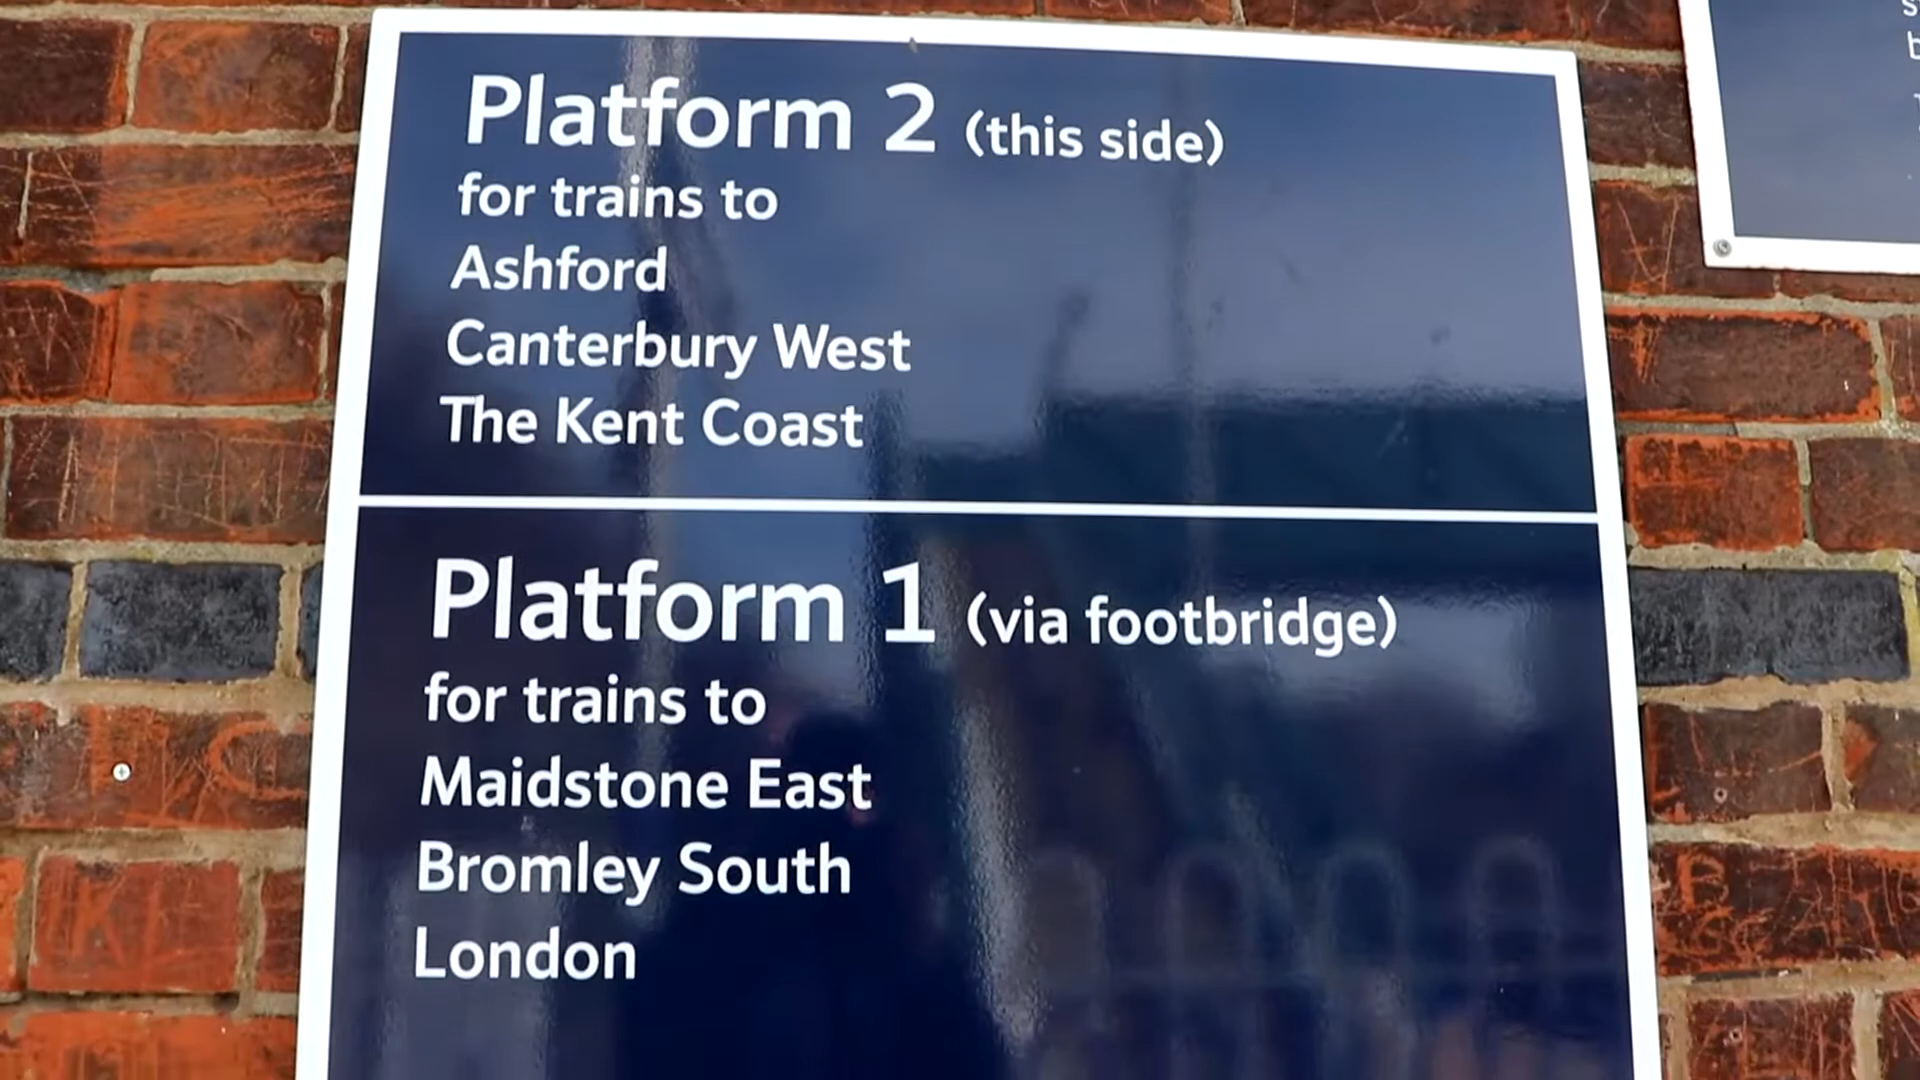 Platform 2 (this side)
for trains to
Ashford
Canterbury West
The Kent Coast
Platform 1 (via footbridge)
for trains to
Maidstone East
Bromley South
London